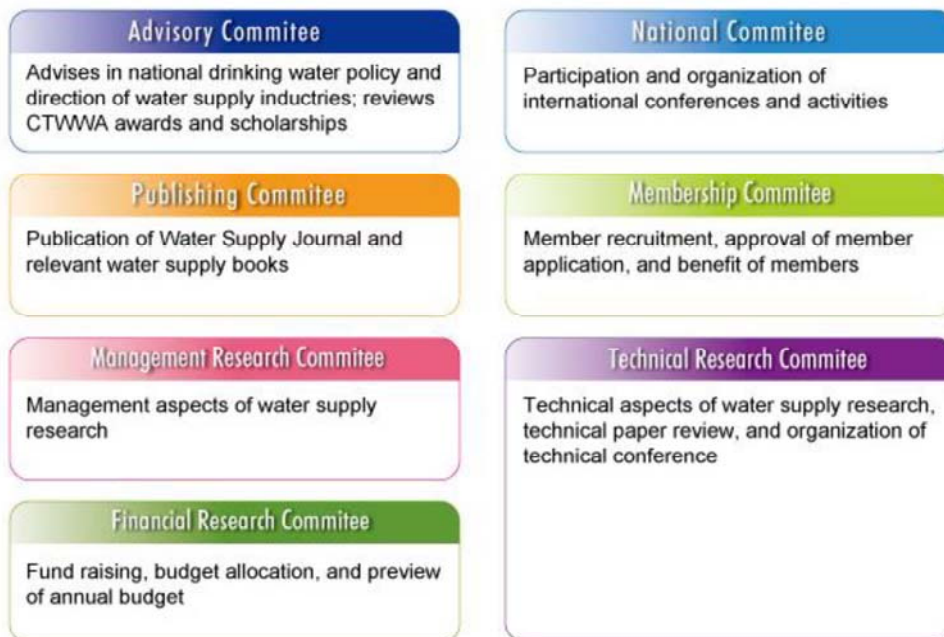 Advisory Commitee
Advises in national drinking water policy and
direction of water supply inductries; reviews
CTWWA awards and scholarships
National Commitee
Participation and organization of
international conferences and activities
Publishing Commitee
Publication of Water Supply Journal and
relevant water supply books
Membership Commitee
Member recruitment, approval of member
application, and benefit of members
Management Research Commitee
Management aspects of water supply
research
Technical Research Commitee
Technical aspects of water supply research,
technical paper review, and organization of
technical conference
Financial Research Commitee
Fund raising, budget allocation, and preview
of annual budget